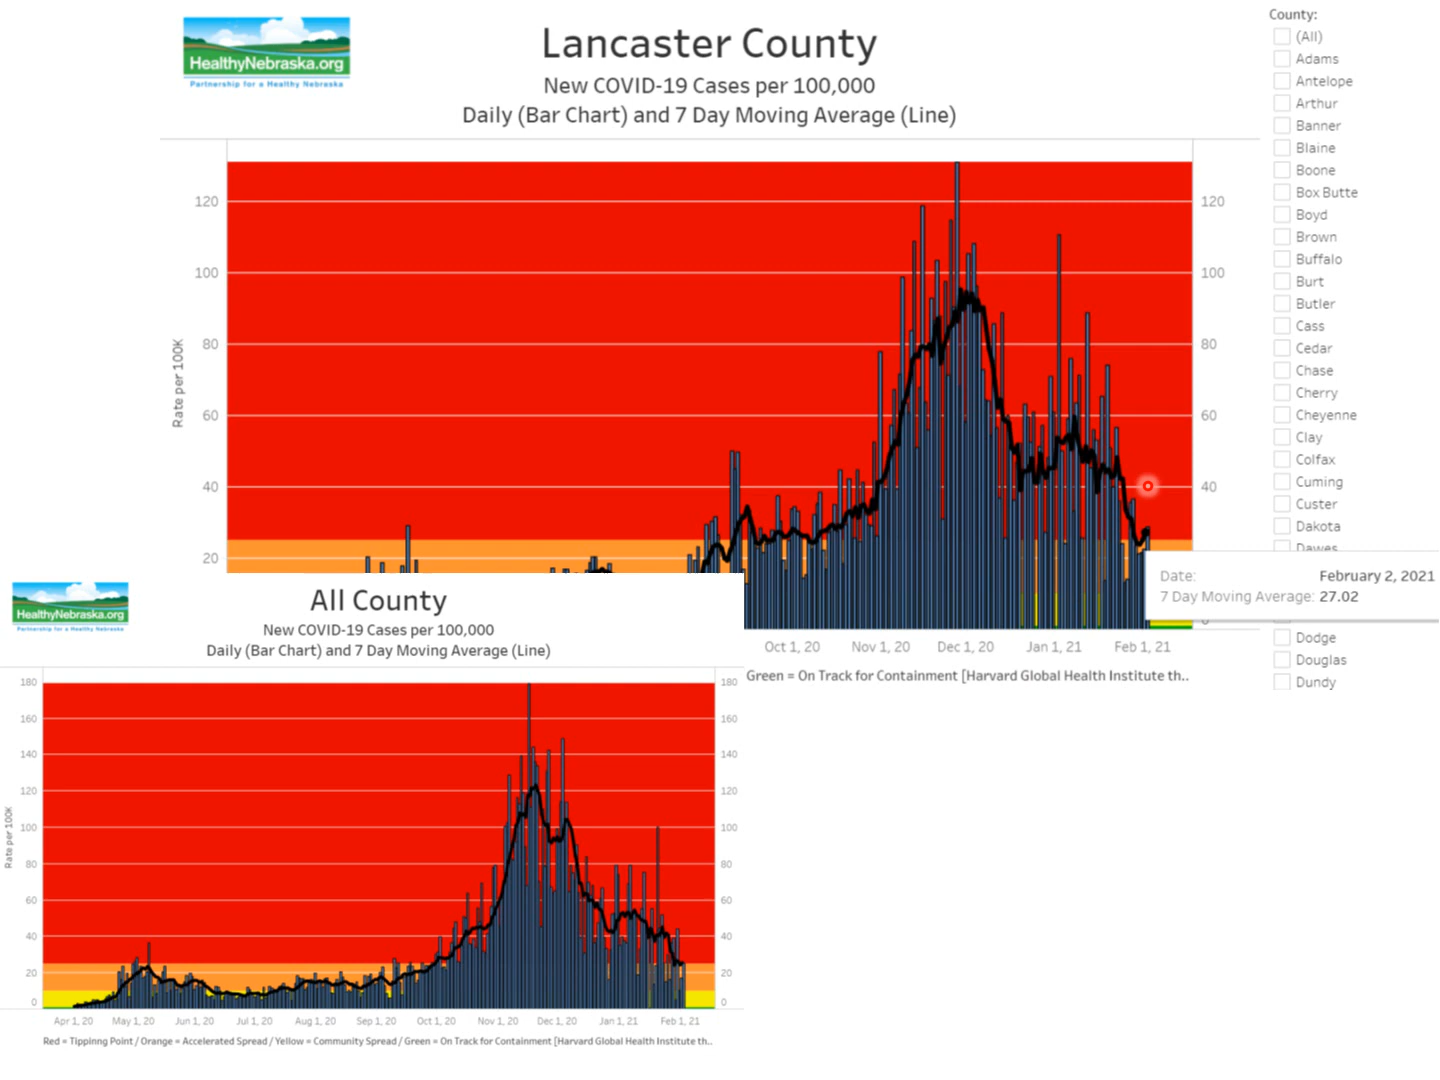 HealthyNebraska.org
Partnership for a Healthy Nebraska
Lancaster County
New COVID-19 Cases per 100,000
Daily (Bar Chart) and 7 Day Moving Average (Line)
Rate per 100K
120
100
80
60
40
20
120
100
80
60
40
0
Oct 1, 20 Nov 1, 20 Dec 1, 20 Jan 1, 21 Feb 1, 21
Green = On Track for Containment [Harvard Global Health Institute th..
Date: February 2, 2021
7 Day Moving Average: 27.02
County:
(All)
Adams
Antelope
Arthur
Banner
Blaine
Boone
Box Butte
Boyd
Brown
Buffalo
Burt
Butler
Cass
Cedar
Chase
Cherry
Cheyenne
Clay
Colfax
Cuming
Custer
Dakota
Dawes
Dodge
Douglas
Dundy
HealthyNebraska.org
Partnership for a Healthy Nebraska
All County
New COVID-19 Cases per 100,000
Daily (Bar Chart) and 7 Day Moving Average (Line)
Rate per 100K
180
160
140
120
100
80
60
40
20
0
180
160
140
120
100
80
60
40
20
0
Apr 1, 20 May 1, 20 Jun 1, 20 Jul 1, 20 Aug 1, 20 Sep 1, 20 Oct 1, 20 Nov 1, 20 Dec 1, 20 Jan 1, 21 Feb 1, 21
Red = Tippinng Point / Orange = Accelerated Spread / Yellow = Community Spread / Green = On Track for Containment [Harvard Global Health Institute th..